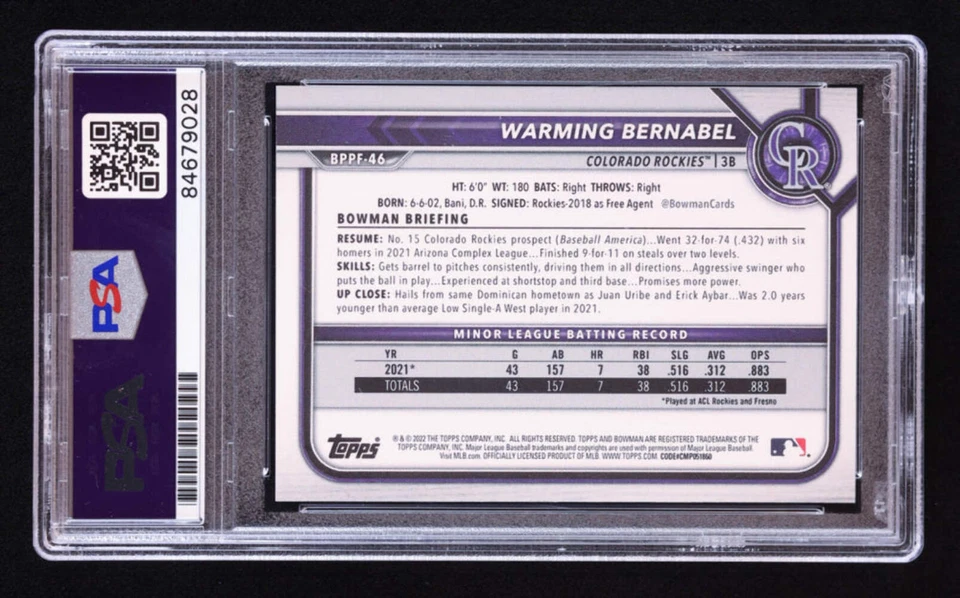 84679028
PSA
PSA
WARMING BERNABEL
BPPF-46
COLORADO ROCKIES™ | 3B
CR
HT: 6'0" WT: 180 BATS: Right THROWS: Right
BORN: 6-6-02, Bani, D.R. SIGNED: Rockies-2018 as Free Agent @BowmanCards
BOWMAN BRIEFING
RESUME: No. 15 Colorado Rockies prospect (Baseball America)...Went 32-for-74 (.432) with six
homers in 2021 Arizona Complex League...Finished 9-for-11 on steals over two levels.
SKILLS: Gets barrel to pitches consistently, driving them in all directions...Aggressive swinger who
puts the ball in play...Experienced at shortstop and third base...Promises more power.
UP CLOSE: Hails from same Dominican hometown as Juan Uribe and Erick Aybar...Was 2.0 years
younger than average Low Single-A West player in 2021.
MINOR LEAGUE BATTING RECORD
YR G AB HR RBI SLG AVG OPS
2021* 43 157 7 38 .516 .312 .883
TOTALS 43 157 7 38 .516 .312 .883
*Played at ACL Rockies and Fresno
Topps
® & © 2022 THE TOPPS COMPANY, INC. ALL RIGHTS RESERVED. TOPPS AND BOWMAN ARE REGISTERED TRADEMARKS OF THE
TOPPS COMPANY, INC. Major League Baseball trademarks and copyrights are used with permission of Major League Baseball.
Visit MLB.com. OFFICIALLY LICENSED PRODUCT OF MLB. WWW.TOPPS.COM CODE#CMP051860